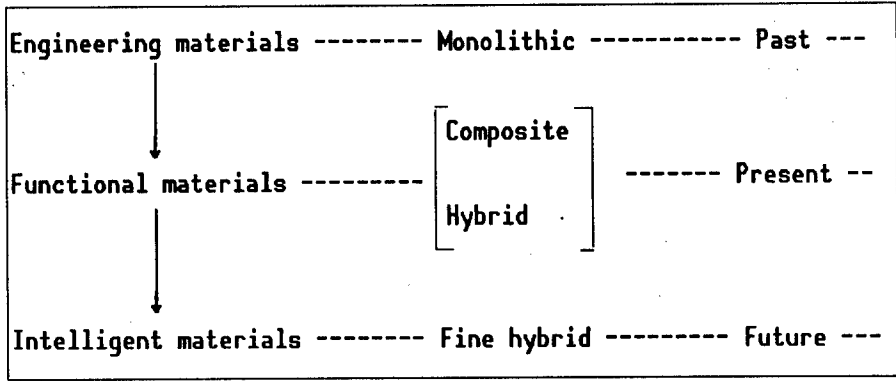 Engineering materials -------- Monolithic ----------- Past ---
Composite
Functional materials --------- ------- Present --
Hybrid
Intelligent materials -------- Fine hybrid --------- Future ---